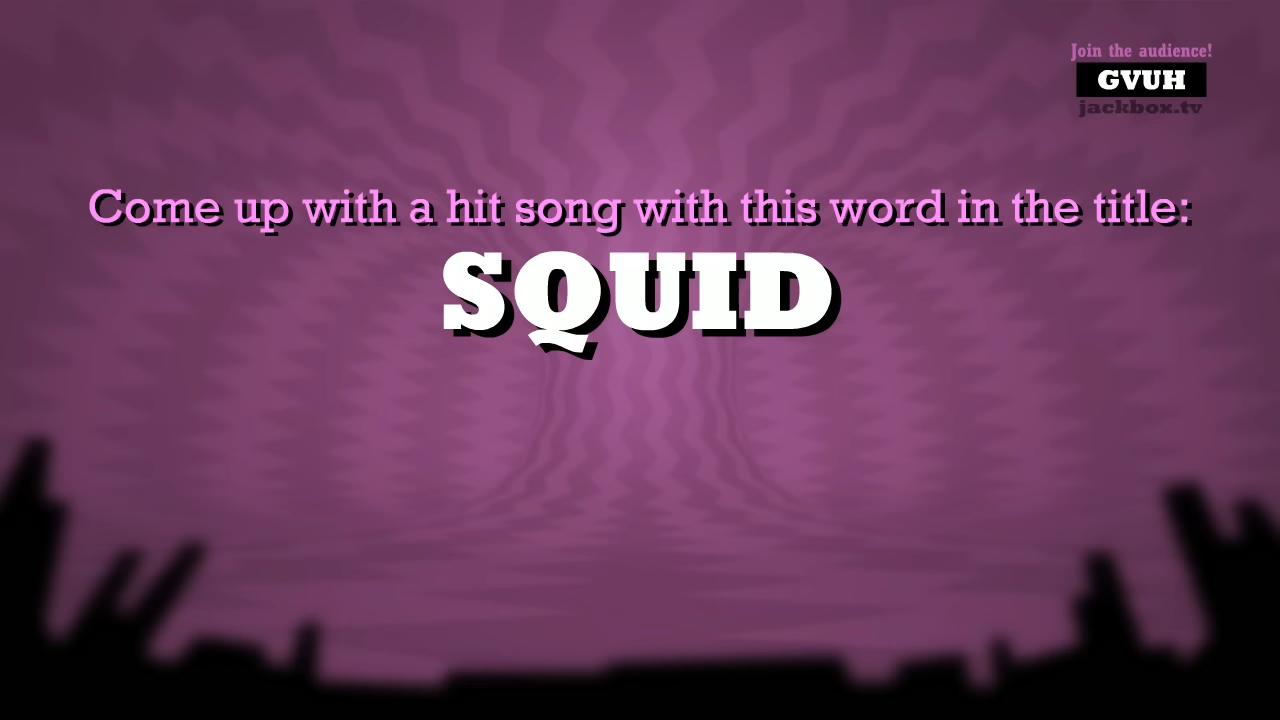 Join the audience!
GVUH
jackbox.tv
Come up with a hit song with this word in the title:
SQUID